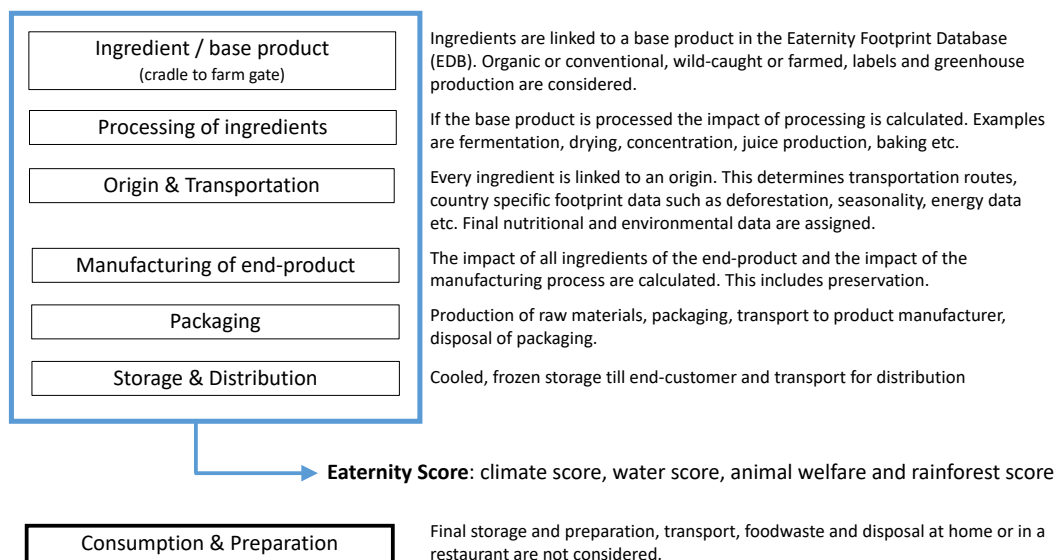 Ingredient / base product
(cradle to farm gate)
Ingredients are linked to a base product in the Eaternity Footprint Database
(EDB). Organic or conventional, wild-caught or farmed, labels and greenhouse
production are considered.
Processing of ingredients
If the base product is processed the impact of processing is calculated. Examples
are fermentation, drying, concentration, juice production, baking etc.
Origin & Transportation
Every ingredient is linked to an origin. This determines transportation routes,
country specific footprint data such as deforestation, seasonality, energy data
etc. Final nutritional and environmental data are assigned.
Manufacturing of end-product
The impact of all ingredients of the end-product and the impact of the
manufacturing process are calculated. This includes preservation.
Packaging
Production of raw materials, packaging, transport to product manufacturer,
disposal of packaging.
Storage & Distribution
Cooled, frozen storage till end-customer and transport for distribution
Eaternity Score: climate score, water score, animal welfare and rainforest score
Consumption & Preparation
Final storage and preparation, transport, foodwaste and disposal at home or in a
restaurant are not considered.